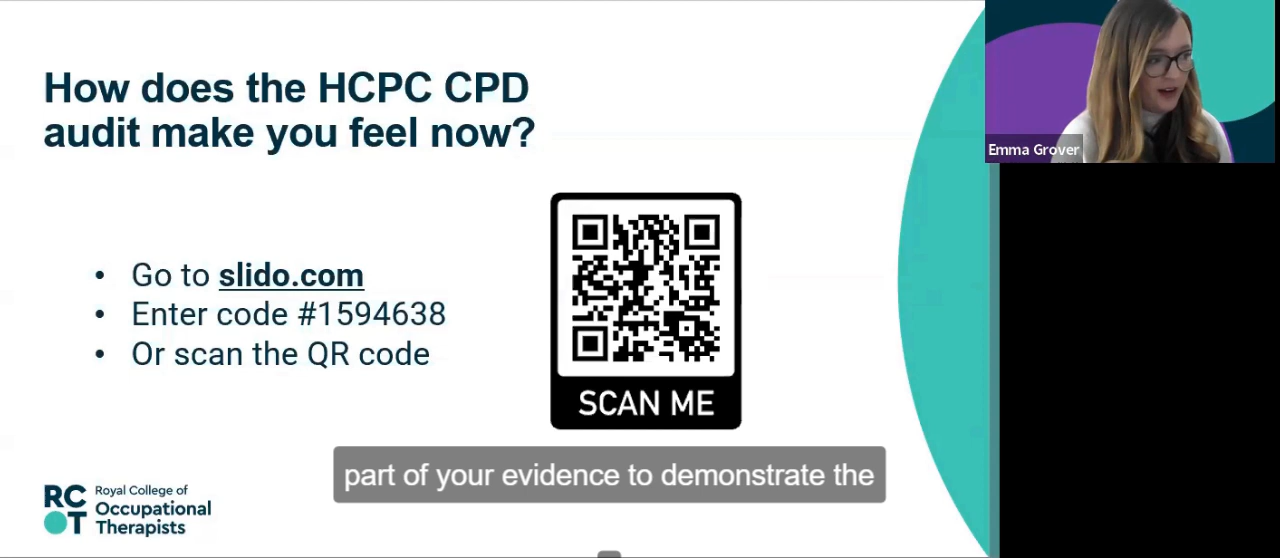 How does the HCPC CPD
audit make you feel now?
Emma Grover
• Go to slido.com
• Enter code #1594638
• Or scan the QR code
SCAN ME
part of your evidence to demonstrate the
RC
OT
Royal College of
Occupational
Therapists